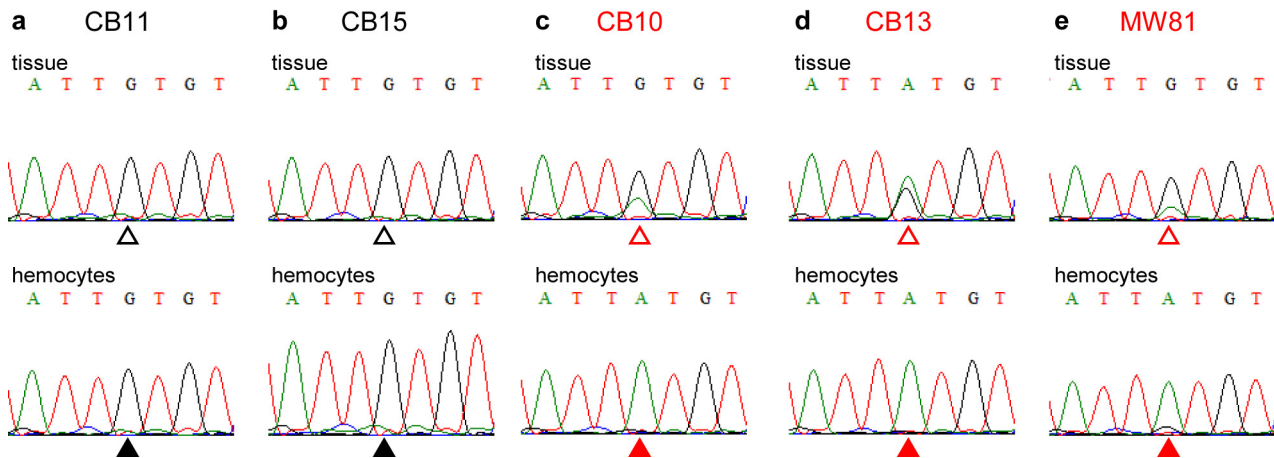 a CB11
tissue
A T T G T G T
hemocytes
A T T G T G T
b CB15
tissue
A T T G T G T
hemocytes
A T T G T G T
c CB10
tissue
A T T G T G T
hemocytes
A T T A T G T
d CB13
tissue
A T T A T G T
hemocytes
A T T A T G T
e MW81
tissue
A T T G T G T
hemocytes
A T T A T G T